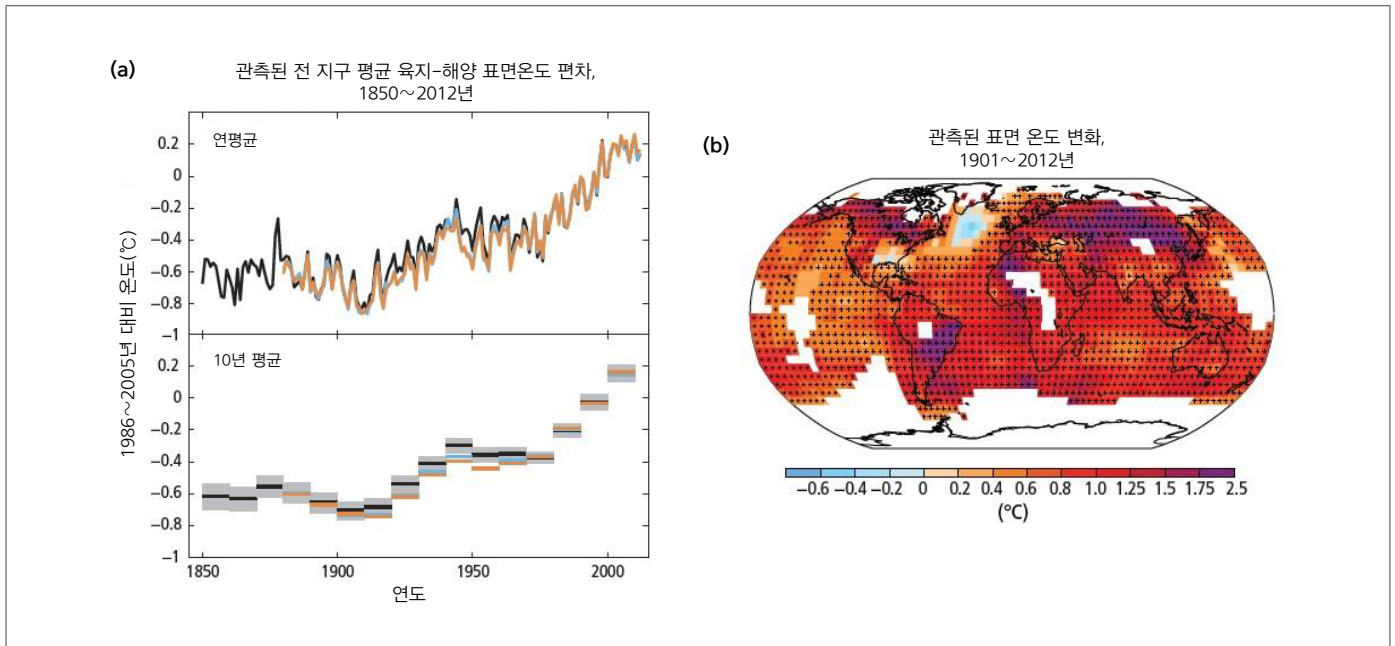 (a)
관측된 전 지구 평균 육지-해양 표면온도 편차,
1850~2012년
연평균
0.2
0
-0.2
-0.4
-0.6
-0.8
-1
10년 평균
0.2
0
-0.2
-0.4
-0.6
-0.8
-1
1986~2005년 대비 온도(℃)
1850 1900 1950 2000
연도
(b)
관측된 표면 온도 변화,
1901~2012년
-0.6 -0.4 -0.2 0 0.2 0.4 0.6 0.8 1.0 1.25 1.5 1.75 2.5
(°C)